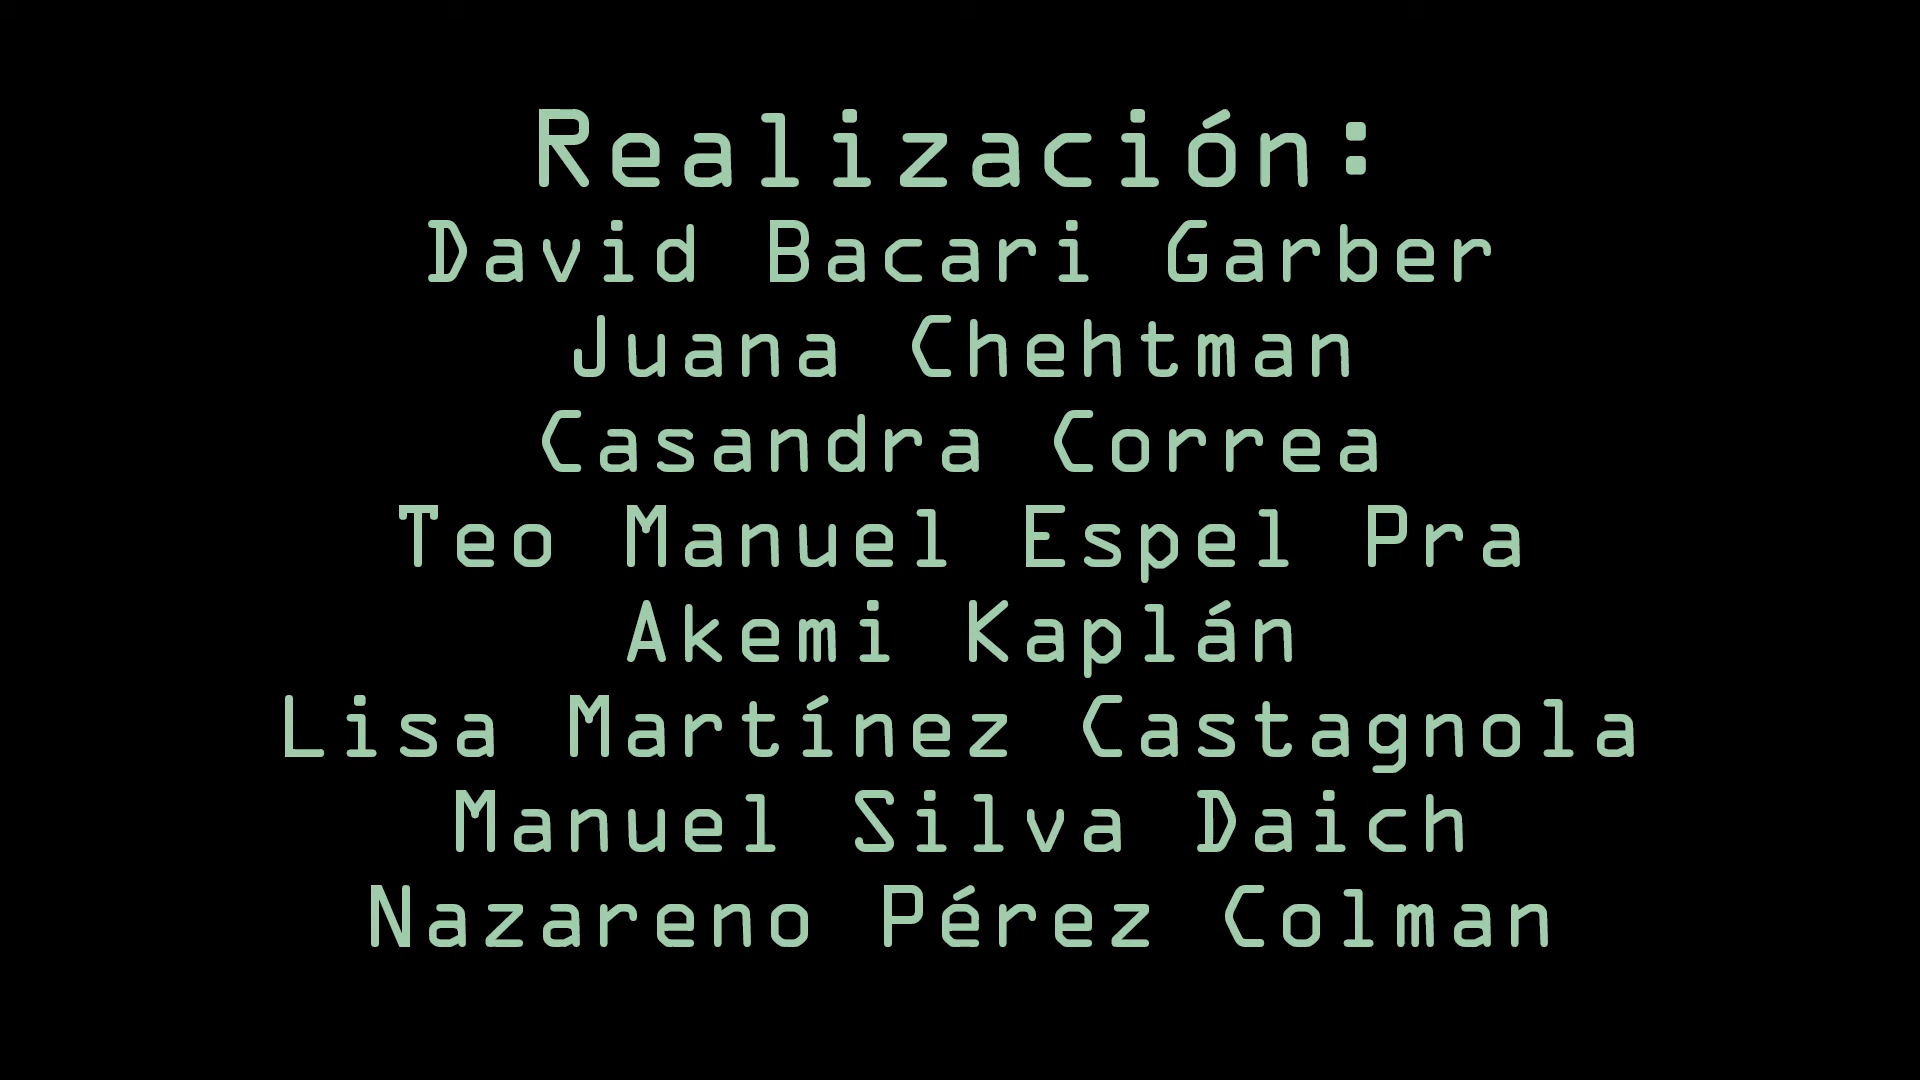 Realización:
David Bacari Garber
Juana Chehtman
Casandra Correa
Teo Manuel Espel Pra
Akemi Kaplán
Lisa Martínez Castagnola
Manuel Silva Daich
Nazareno Pérez Colman